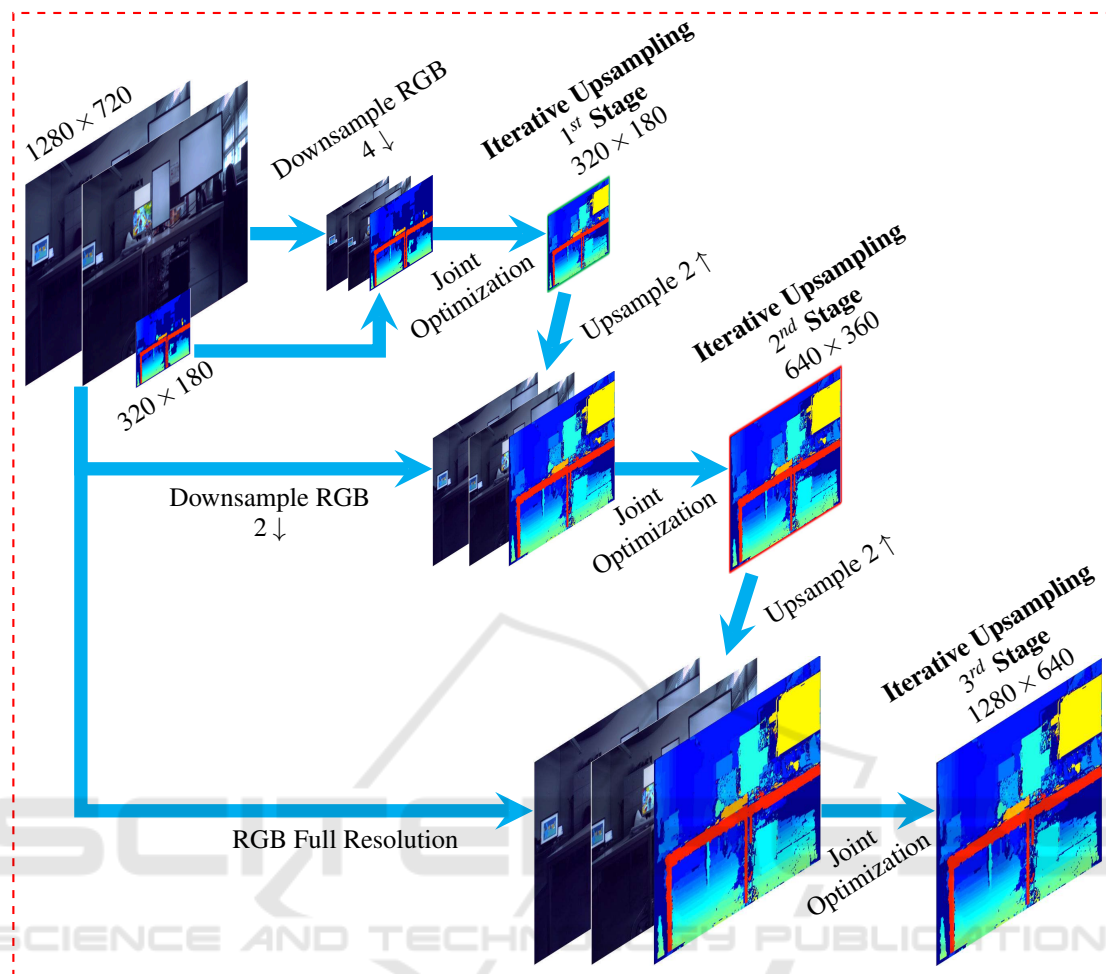 1280 × 720
Downsample RGB
4 ↓
Iterative Upsampling
1st Stage
320 × 180
Joint
Optimization
320 × 180
Upsample 2 ↑
Iterative Upsampling
2nd Stage
640 × 360
Downsample RGB
2 ↓
Joint
Optimization
Upsample 2 ↑
Iterative Upsampling
3rd Stage
1280 × 640
RGB Full Resolution
Joint
Optimization
SCIENCE AND TECHNOLOGY PUBLICATIONS